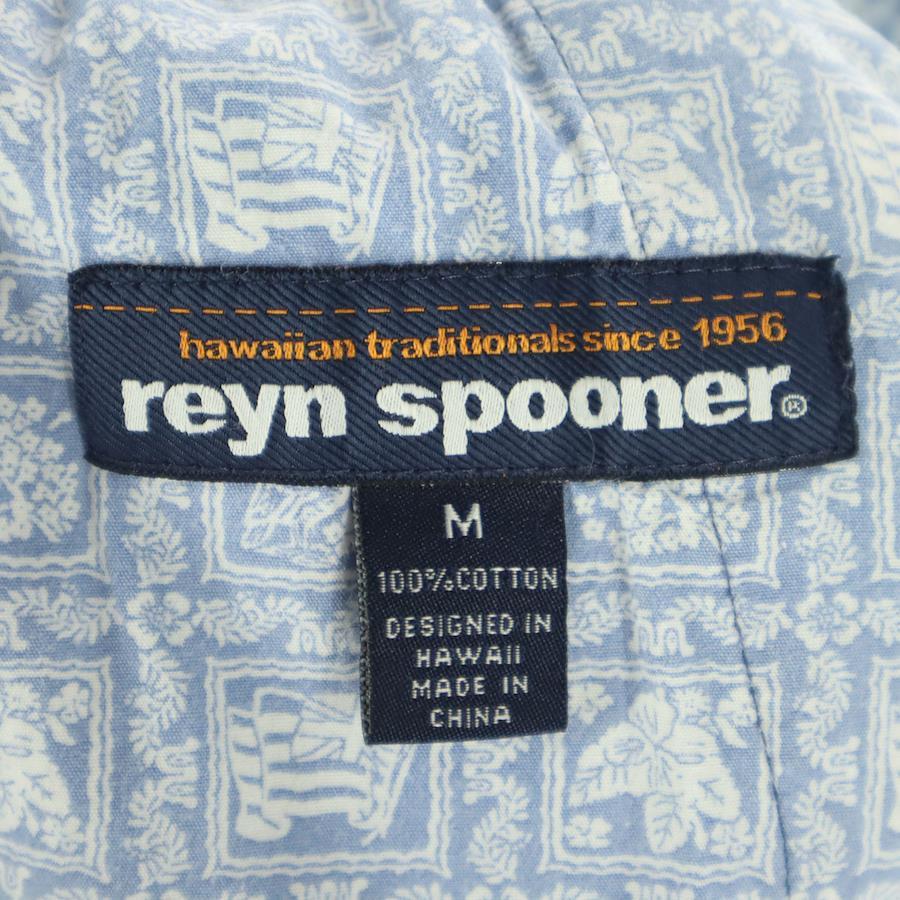 hawaiian traditionals since 1956
reyn spooner®
M
100%COTTON
DESIGNED IN
HAWAII
MADE IN
CHINA